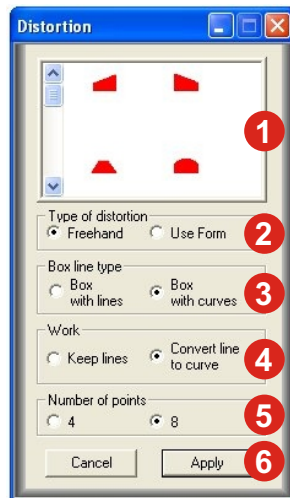 Distortion
1
Type of distortion
Freehand Use Form 2
Box line type
Box with lines Box with curves 3
Work
Keep lines Convert line to curve 4
Number of points
4 8 5
Cancel Apply 6